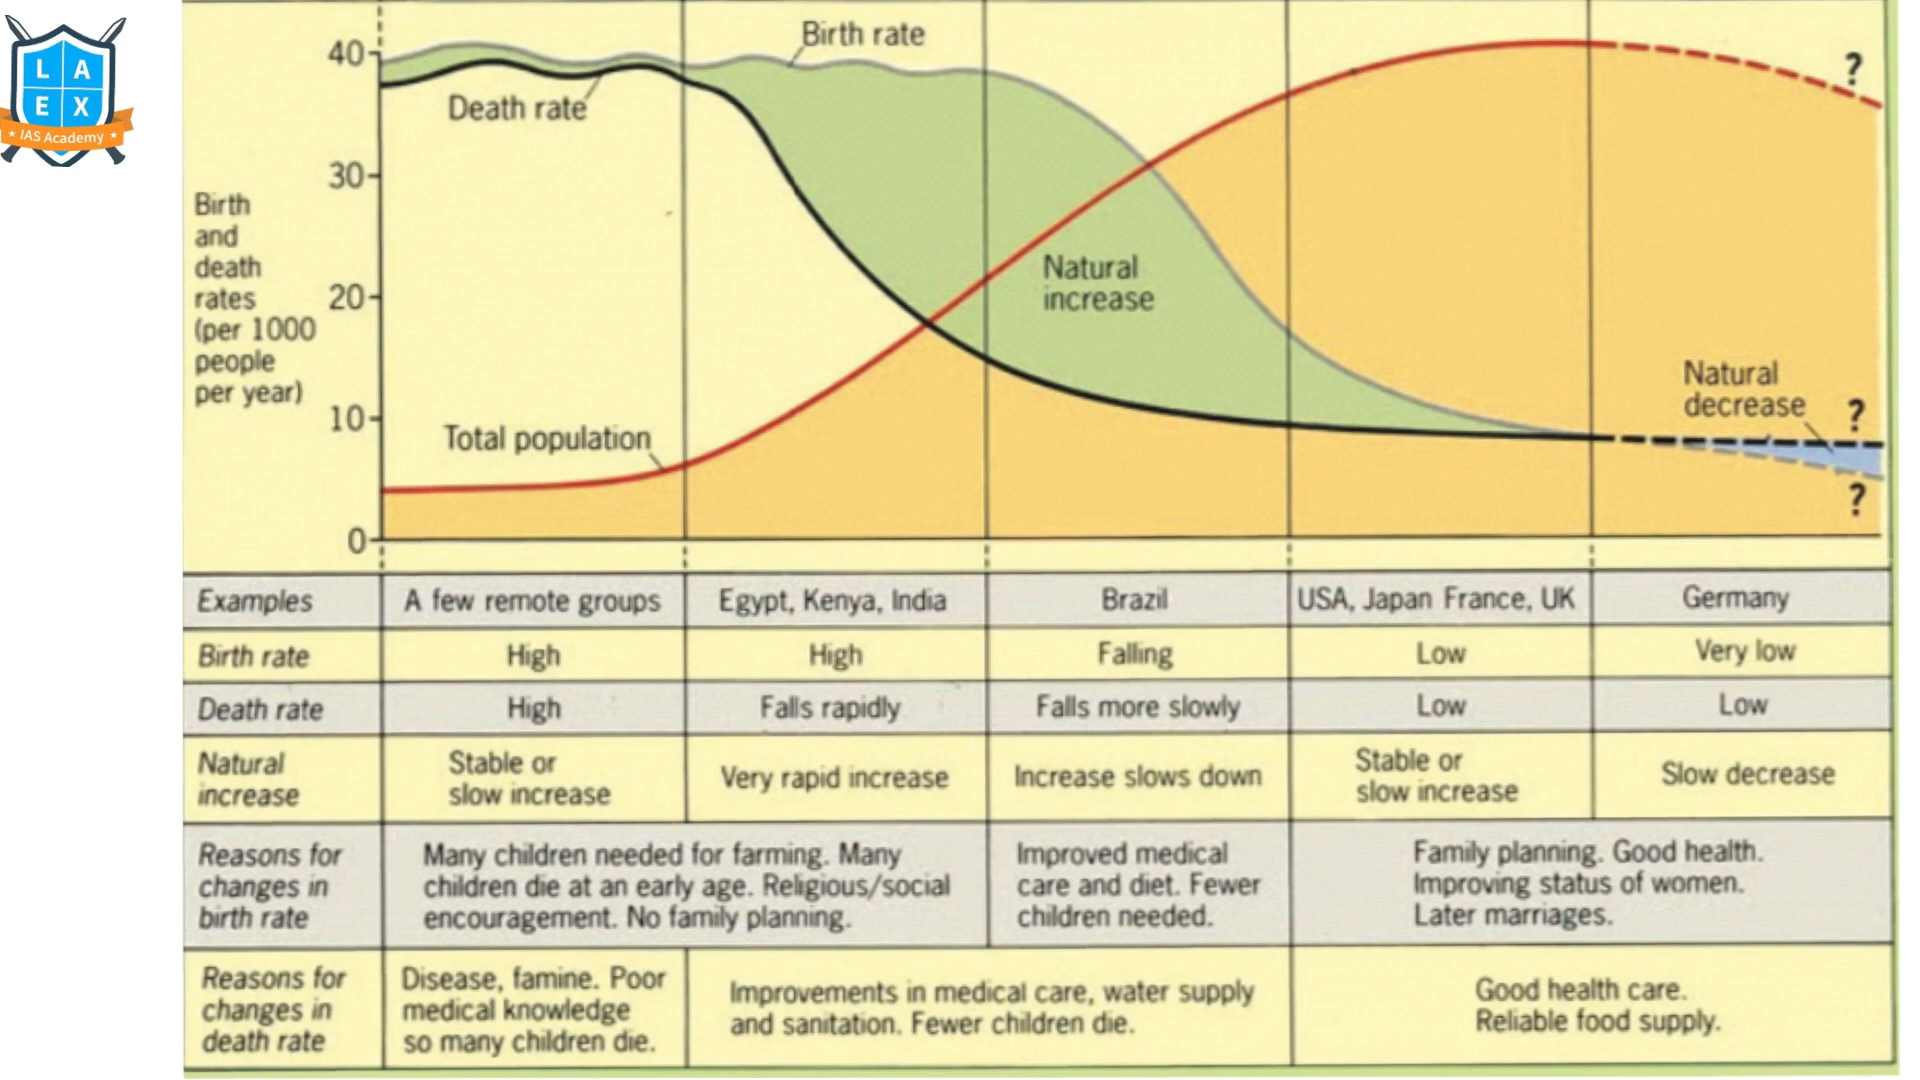 L A
E X
★ IAS Academy ★
Birth rate
40
Death rate
?
30
Birth
and
death
rates
(per 1000
people
per year)
20
Natural
increase
Natural
decrease
?
10
Total population
?
0
Examples
A few remote groups
Egypt, Kenya, India
Brazil
USA, Japan France, UK
Germany
Birth rate
High
High
Falling
Low
Very low
Death rate
High
Falls rapidly
Falls more slowly
Low
Low
Natural
increase
Stable or
slow increase
Very rapid increase
Increase slows down
Stable or
slow increase
Slow decrease
Reasons for
changes in
birth rate
Many children needed for farming. Many
children die at an early age. Religious/social
encouragement. No family planning.
Improved medical
care and diet. Fewer
children needed.
Family planning. Good health.
Improving status of women.
Later marriages.
Reasons for
changes in
death rate
Disease, famine. Poor
medical knowledge
so many children die.
Improvements in medical care, water supply
and sanitation. Fewer children die.
Good health care.
Reliable food supply.